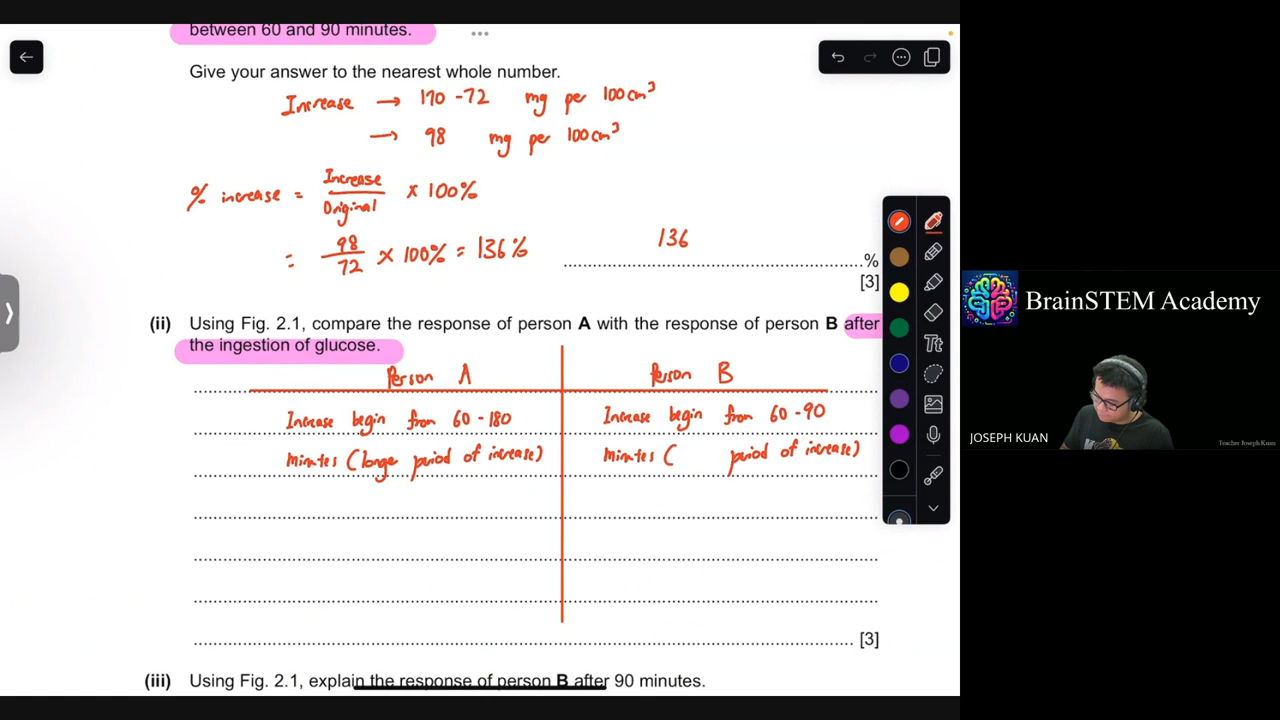 between 60 and 90 minutes.
Give your answer to the nearest whole number.
Increase → 170 - 72 mg per 100cm³
→ 98 mg per 100cm³
% increase = Increase / Original × 100%
= 98 / 72 × 100% = 136%
136
%
[3]
(ii) Using Fig. 2.1, compare the response of person A with the response of person B after
the ingestion of glucose.
Person A Person B
Increase begin from 60 - 180 Increase begin from 60 - 90
minutes (longer period of increase) minutes ( period of increase)
[3]
(iii) Using Fig. 2.1, explain the response of person B after 90 minutes.
Tt
BrainSTEM Academy
JOSEPH KUAN
Teacher Joseph Kuan